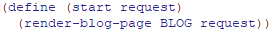 (define (start request)
  (render-blog-page BLOG request))